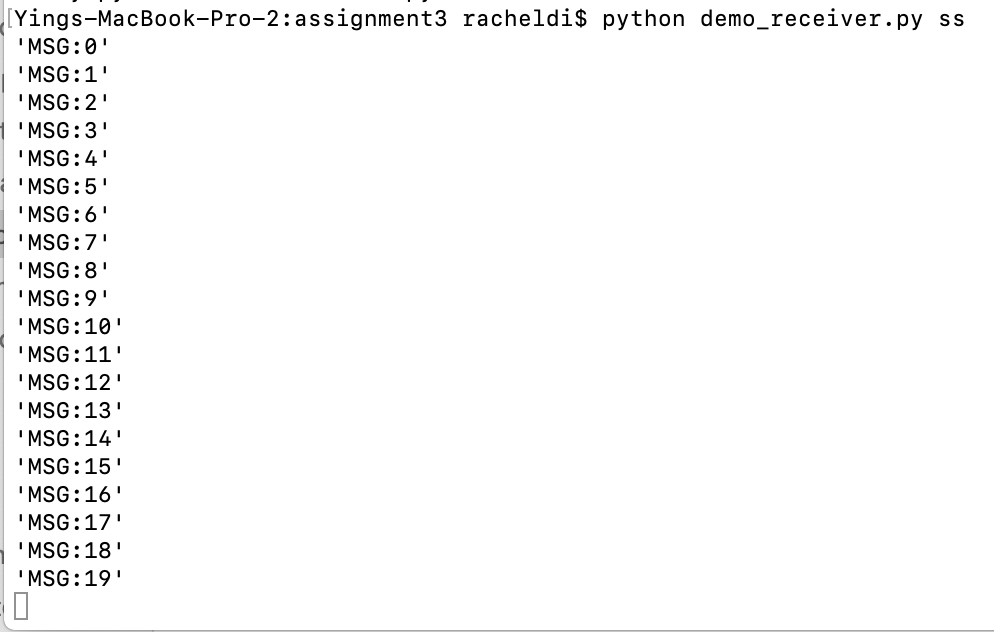 [Yings-MacBook-Pro-2:assignment3 racheldi$ python demo_receiver.py ss
'MSG:0'
'MSG:1'
'MSG:2'
'MSG:3'
'MSG:4'
'MSG:5'
'MSG:6'
'MSG:7'
'MSG:8'
'MSG:9'
'MSG:10'
'MSG:11'
'MSG:12'
'MSG:13'
'MSG:14'
'MSG:15'
'MSG:16'
'MSG:17'
'MSG:18'
'MSG:19'